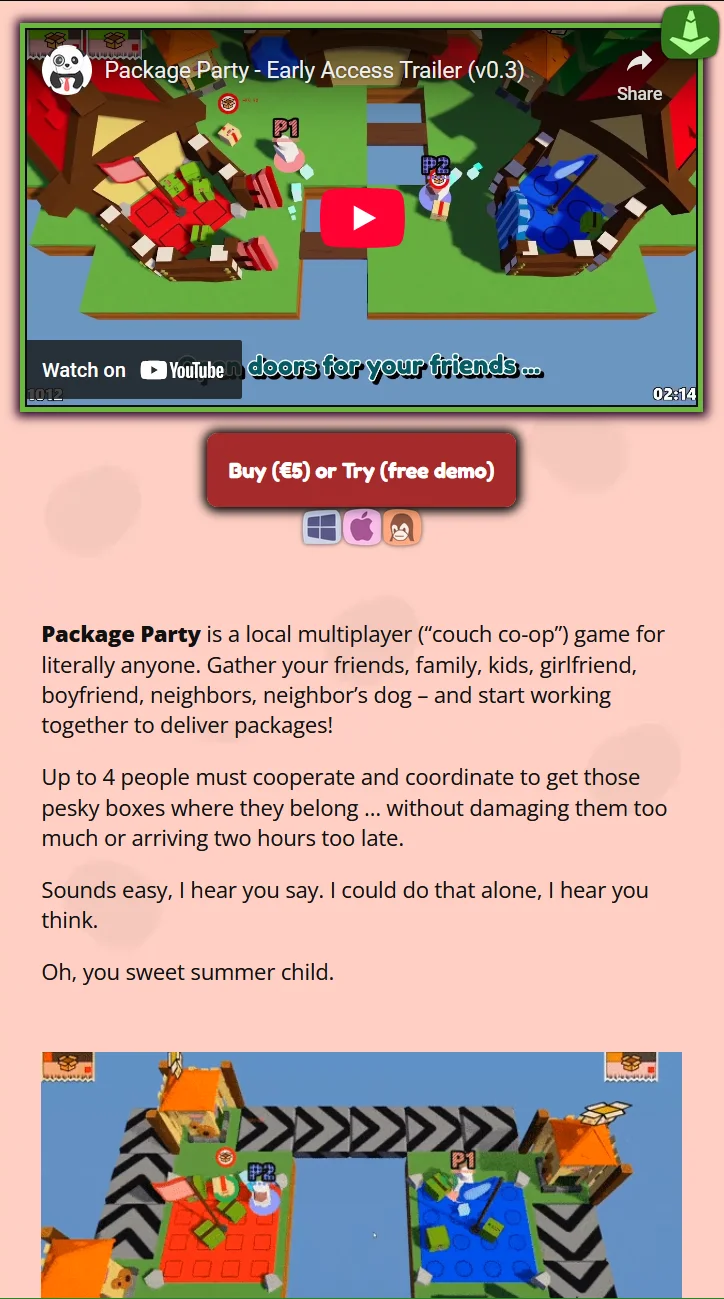 Package Party - Early Access Trailer (v0.3)
Share
P1
P2
Watch on YouTube
doors for your friends ...
1012
02:14
Buy (€5) or Try (free demo)
Package Party is a local multiplayer (“couch co-op”) game for
literally anyone. Gather your friends, family, kids, girlfriend,
boyfriend, neighbors, neighbor’s dog – and start working
together to deliver packages!
Up to 4 people must cooperate and coordinate to get those
pesky boxes where they belong … without damaging them too
much or arriving two hours too late.
Sounds easy, I hear you say. I could do that alone, I hear you
think.
Oh, you sweet summer child.
P2
P1